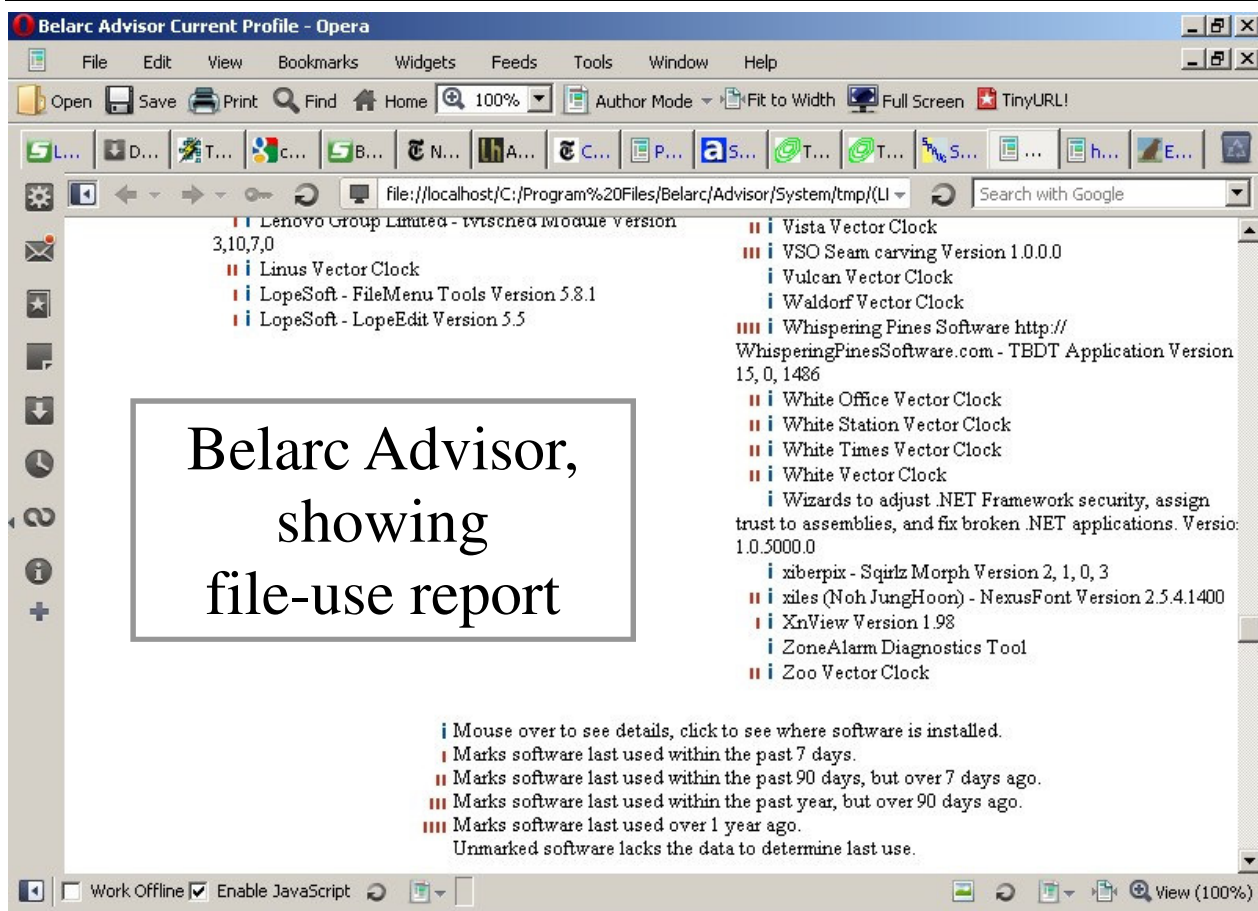 Belarc Advisor Current Profile - Opera
File Edit View Bookmarks Widgets Feeds Tools Window Help
Open Save Print Find Home 100% Author Mode Fit to Width Full Screen TinyURL!
L... D... T... c... B... N... A... C... P... S... T... T... S... ... h... E...
file://localhost/C:/Program%20Files/Belarc/Advisor/System/tmp/(LI Search with Google
Lenovo Group Limited - tvtsched Module Version
3,10,7,0
Linus Vector Clock
LopeSoft - FileMenu Tools Version 5.8.1
LopeSoft - LopeEdit Version 5.5
Belarc Advisor,
showing
file-use report
i Vista Vector Clock
i VSO Seam carving Version 1.0.0.0
i Vulcan Vector Clock
i Waldorf Vector Clock
i Whispering Pines Software http://
WhisperingPinesSoftware.com - TBDT Application Version
15, 0, 1486
i White Office Vector Clock
i White Station Vector Clock
i White Times Vector Clock
i White Vector Clock
i Wizards to adjust .NET Framework security, assign
trust to assemblies, and fix broken .NET applications. Versio
1.0.5000.0
i xiberpix - Sqirlz Morph Version 2, 1, 0, 3
i xiles (Noh JungHoon) - NexusFont Version 2.5.4.1400
i XnView Version 1.98
i ZoneAlarm Diagnostics Tool
i Zoo Vector Clock
i Mouse over to see details, click to see where software is installed.
Marks software last used within the past 7 days.
Marks software last used within the past 90 days, but over 7 days ago.
Marks software last used within the past year, but over 90 days ago.
Marks software last used over 1 year ago.
Unmarked software lacks the data to determine last use.
Work Offline Enable JavaScript View (100%)